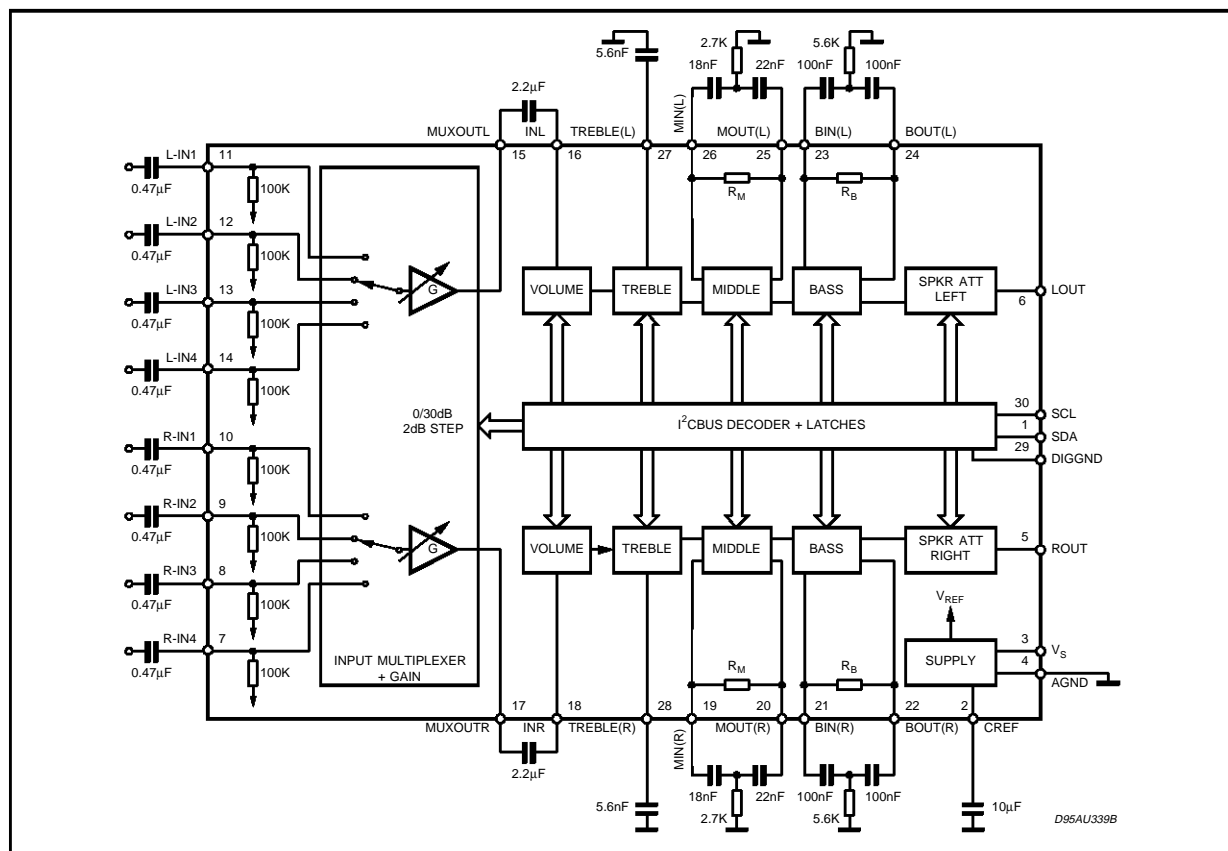 2.7K
5.6K
5.6nF
18nF
22nF
100nF
100nF
2.2µF
MUXOUTL
INL
TREBLE(L)
MIN(L)
MOUT(L)
BIN(L)
BOUT(L)
15
16
27
26
25
23
24
L-IN1
11
0.47µF
100K
RM
RB
L-IN2
12
0.47µF
100K
G
VOLUME
TREBLE
MIDDLE
BASS
SPKR ATT
LEFT
6
LOUT
L-IN3
13
0.47µF
100K
L-IN4
14
0.47µF
100K
0/30dB
2dB STEP
I2CBUS DECODER + LATCHES
30
SCL
1
SDA
29
DIGGND
R-IN1
10
0.47µF
100K
R-IN2
9
0.47µF
100K
G
VOLUME
TREBLE
MIDDLE
BASS
SPKR ATT
RIGHT
5
ROUT
R-IN3
8
0.47µF
100K
VREF
R-IN4
7
0.47µF
100K
INPUT MULTIPLEXER
+ GAIN
RM
RB
SUPPLY
3
VS
4
AGND
17
18
28
19
20
21
22
2
MUXOUTR
INR
TREBLE(R)
MIN(R)
MOUT(R)
BIN(R)
BOUT(R)
CREF
2.2µF
5.6nF
18nF
22nF
2.7K
100nF
100nF
5.6K
10µF
D95AU339B